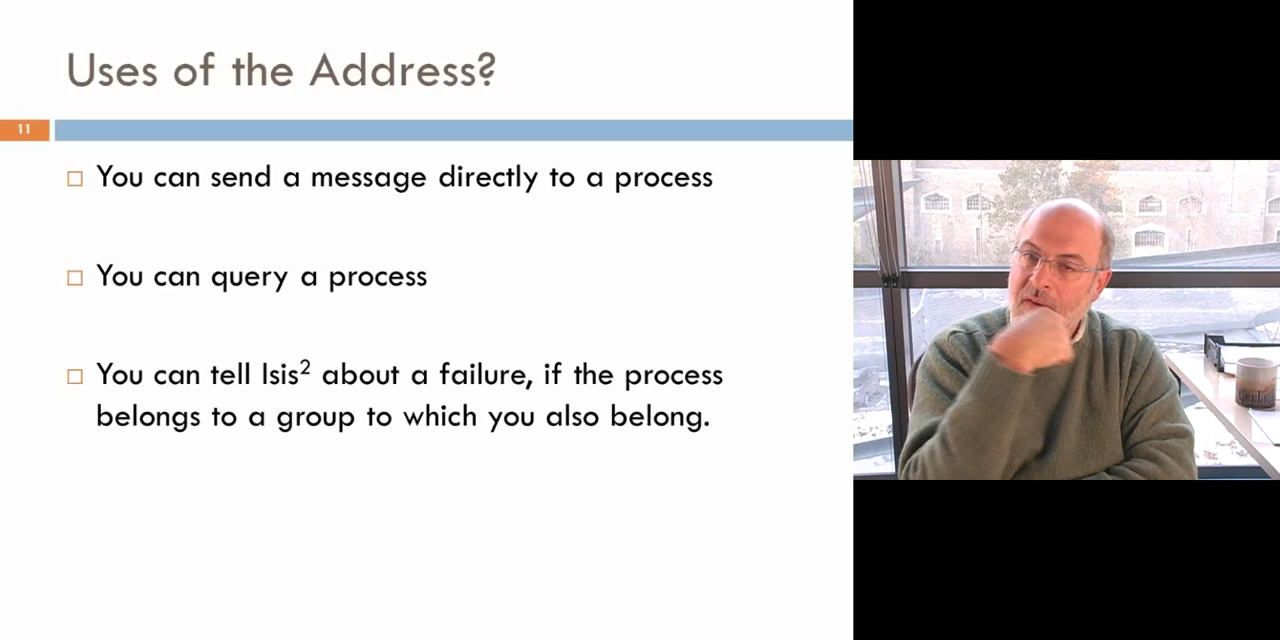 Uses of the Address?
11
You can send a message directly to a process
You can query a process
You can tell Isis² about a failure, if the process
belongs to a group to which you also belong.